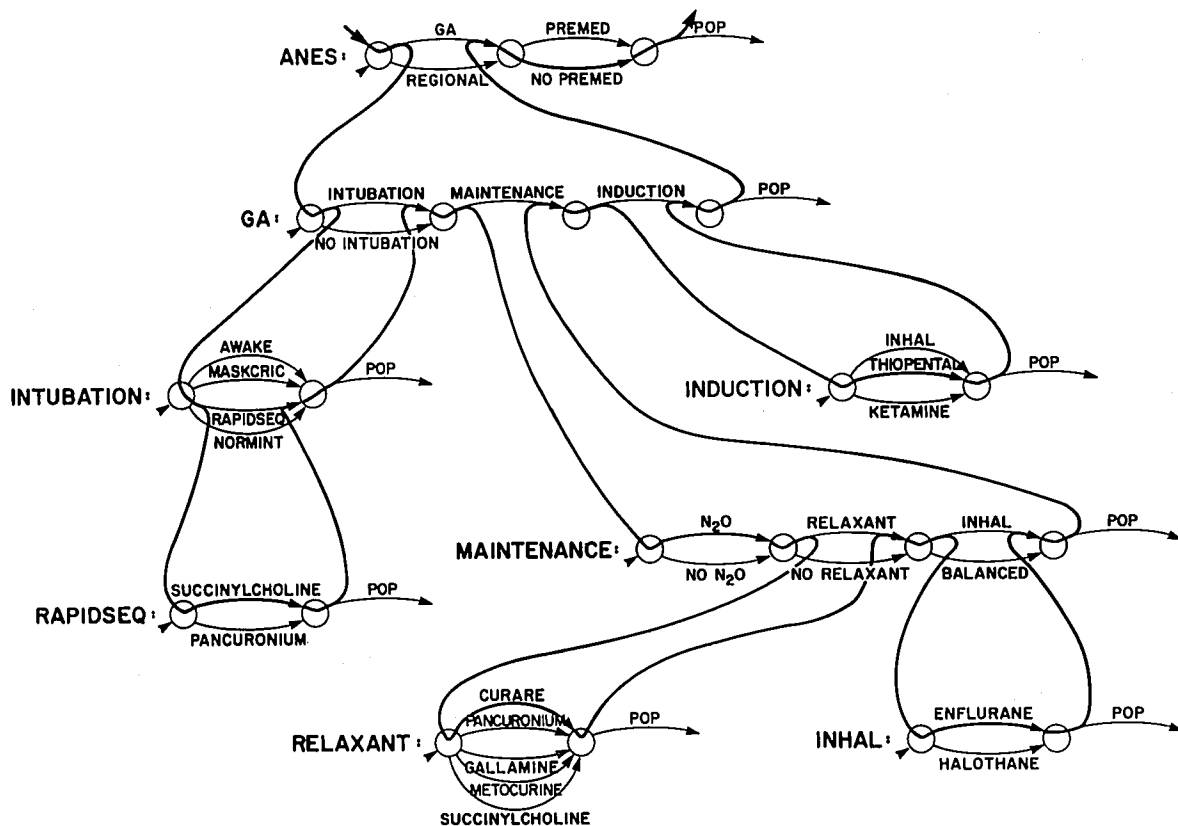 GA
PREMED
POP
ANES:
REGIONAL
NO PREMED
INTUBATION
MAINTENANCE
INDUCTION
POP
GA:
NO INTUBATION
AWAKE
MASKCRIC
POP
INTUBATION:
RAPIDSEQ
NORMINT
INHAL
THIOPENTAL
POP
INDUCTION:
KETAMINE
N₂O
RELAXANT
INHAL
POP
MAINTENANCE:
NO N₂O
NO RELAXANT
BALANCED
SUCCINYLCHOLINE
POP
RAPIDSEQ:
PANCURONIUM
CURARE
PANCURONIUM
POP
RELAXANT:
GALLAMINE
METOCURINE
SUCCINYLCHOLINE
ENFLURANE
POP
INHAL:
HALOTHANE